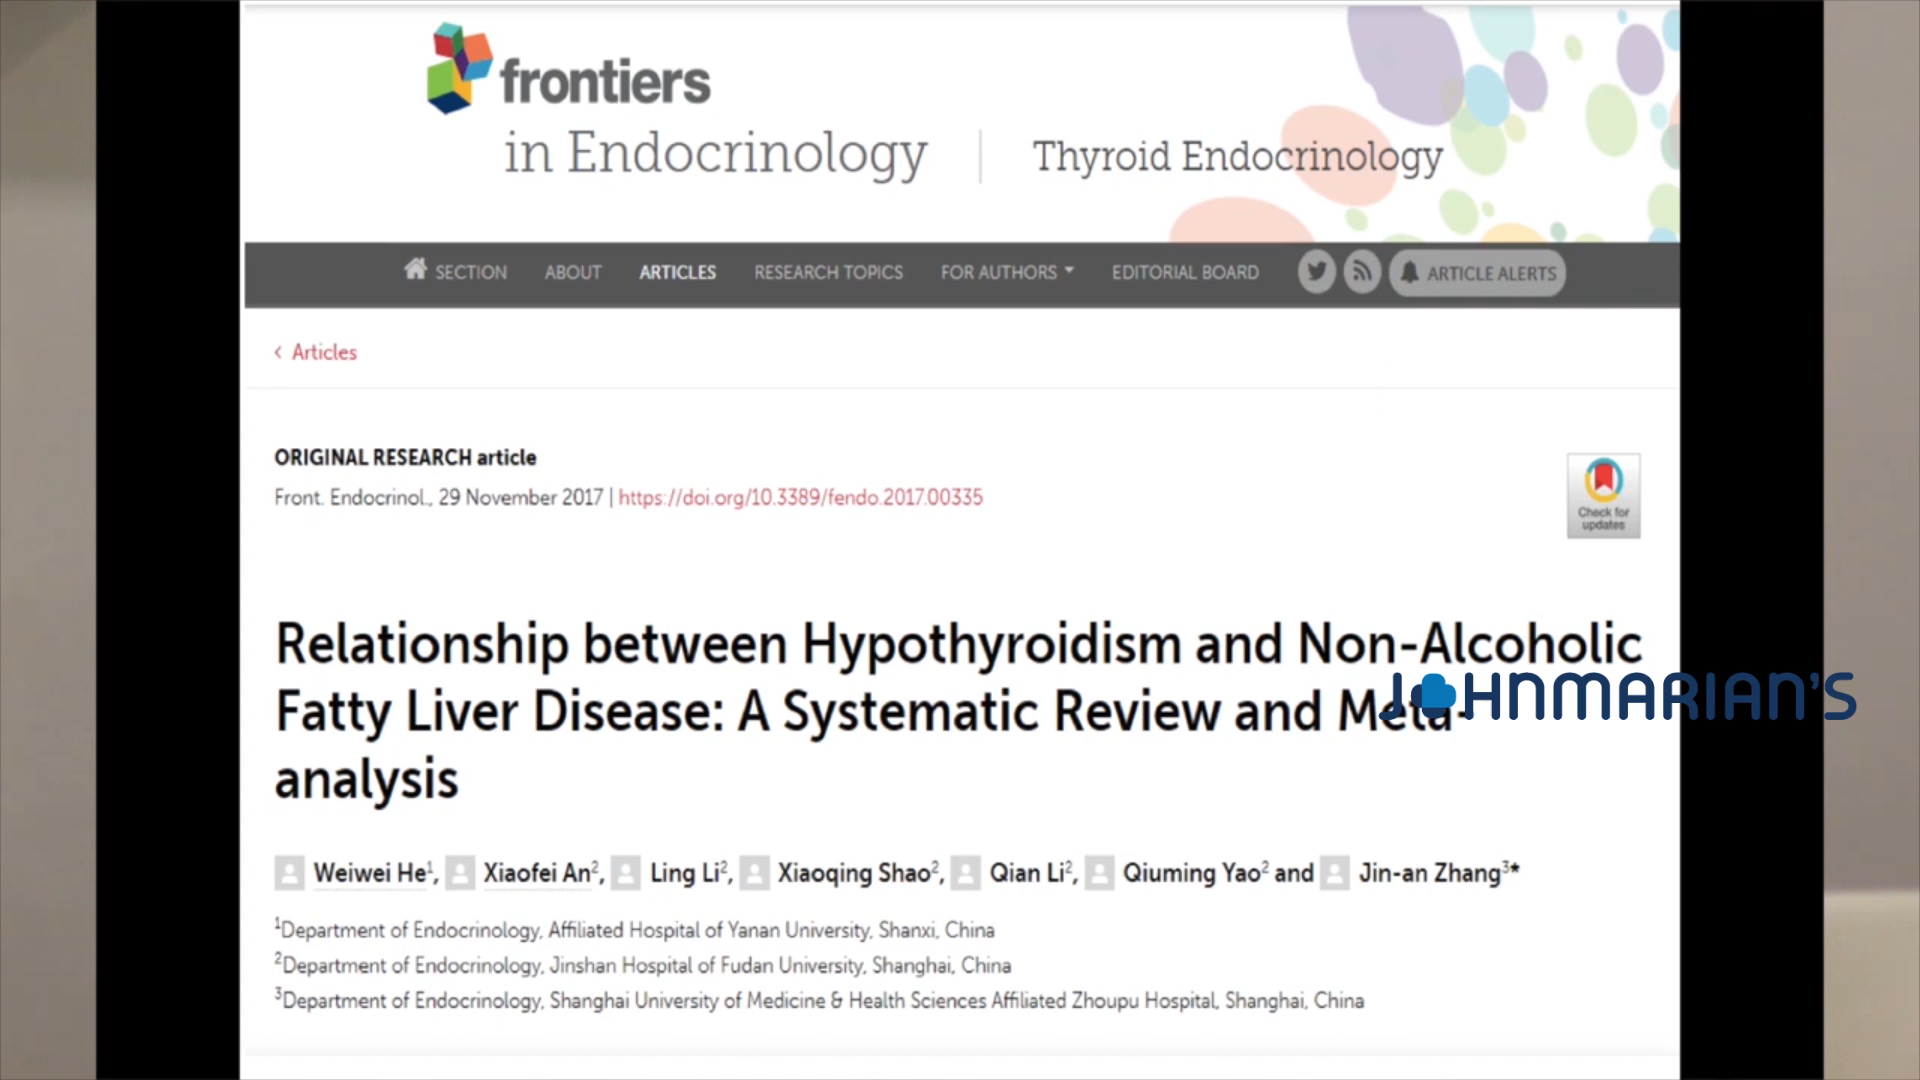 frontiers
in Endocrinology
Thyroid Endocrinology
SECTION ABOUT ARTICLES RESEARCH TOPICS FOR AUTHORS EDITORIAL BOARD ARTICLE ALERTS
< Articles
ORIGINAL RESEARCH article
Front. Endocrinol., 29 November 2017 | https://doi.org/10.3389/fendo.2017.00335
Check for
updates
Relationship between Hypothyroidism and Non-Alcoholic
Fatty Liver Disease: A Systematic Review and Meta-
analysis
JOHNMARIAN'S
Weiwei He1, Xiaofei An2, Ling Li2, Xiaoqing Shao2, Qian Li2, Qiuming Yao2 and Jin-an Zhang3*
1Department of Endocrinology, Affiliated Hospital of Yanan University, Shanxi, China
2Department of Endocrinology, Jinshan Hospital of Fudan University, Shanghai, China
3Department of Endocrinology, Shanghai University of Medicine & Health Sciences Affiliated Zhoupu Hospital, Shanghai, China